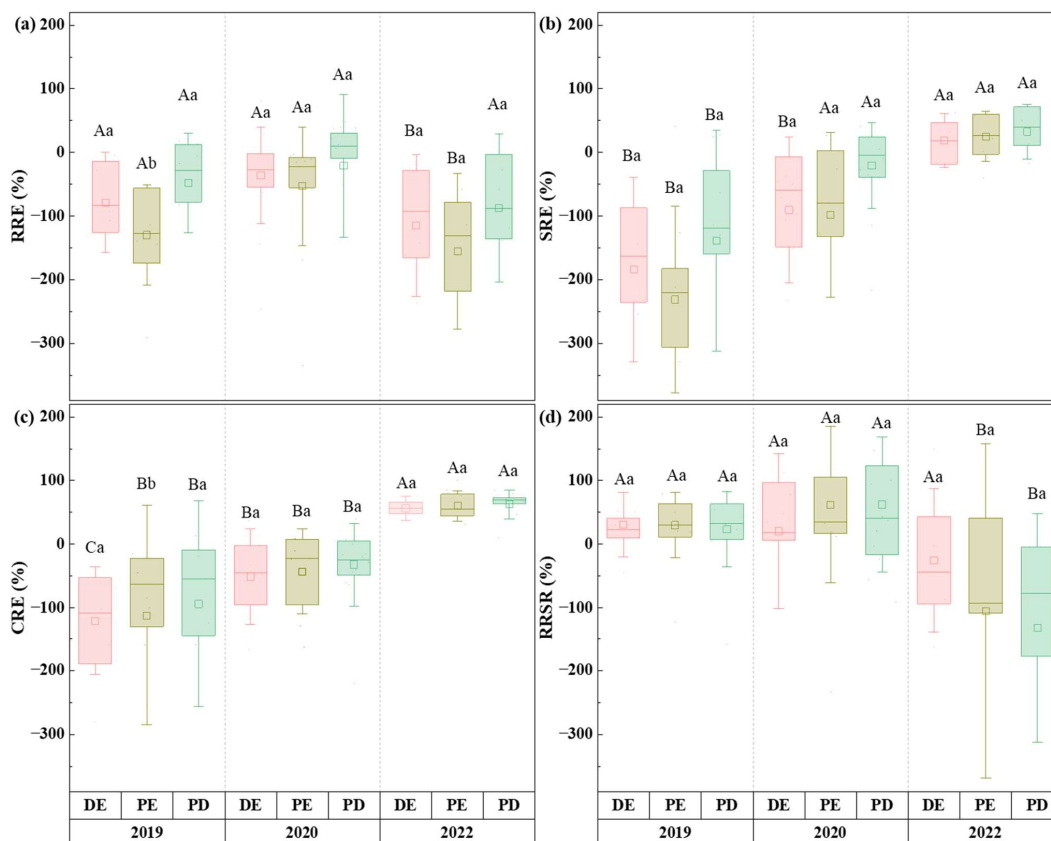 (a)
RRE (%)
200
100
0
−100
−200
−300
Aa
Ab
Aa
Aa
Aa
Aa
Ba
Ba
Aa
(b)
SRE (%)
200
100
0
−100
−200
−300
Ba
Ba
Ba
Ba
Aa
Aa
Aa
Aa
Aa
(c)
CRE (%)
200
100
0
−100
−200
−300
Ca
Bb
Ba
Ba
Ba
Ba
Aa
Aa
Aa
DE PE PD DE PE PD DE PE PD
2019 2020 2022
(d)
RRSR (%)
200
100
0
−100
−200
−300
Aa
Aa
Aa
Aa
Aa
Aa
Aa
Ba
Ba
DE PE PD DE PE PD DE PE PD
2019 2020 2022